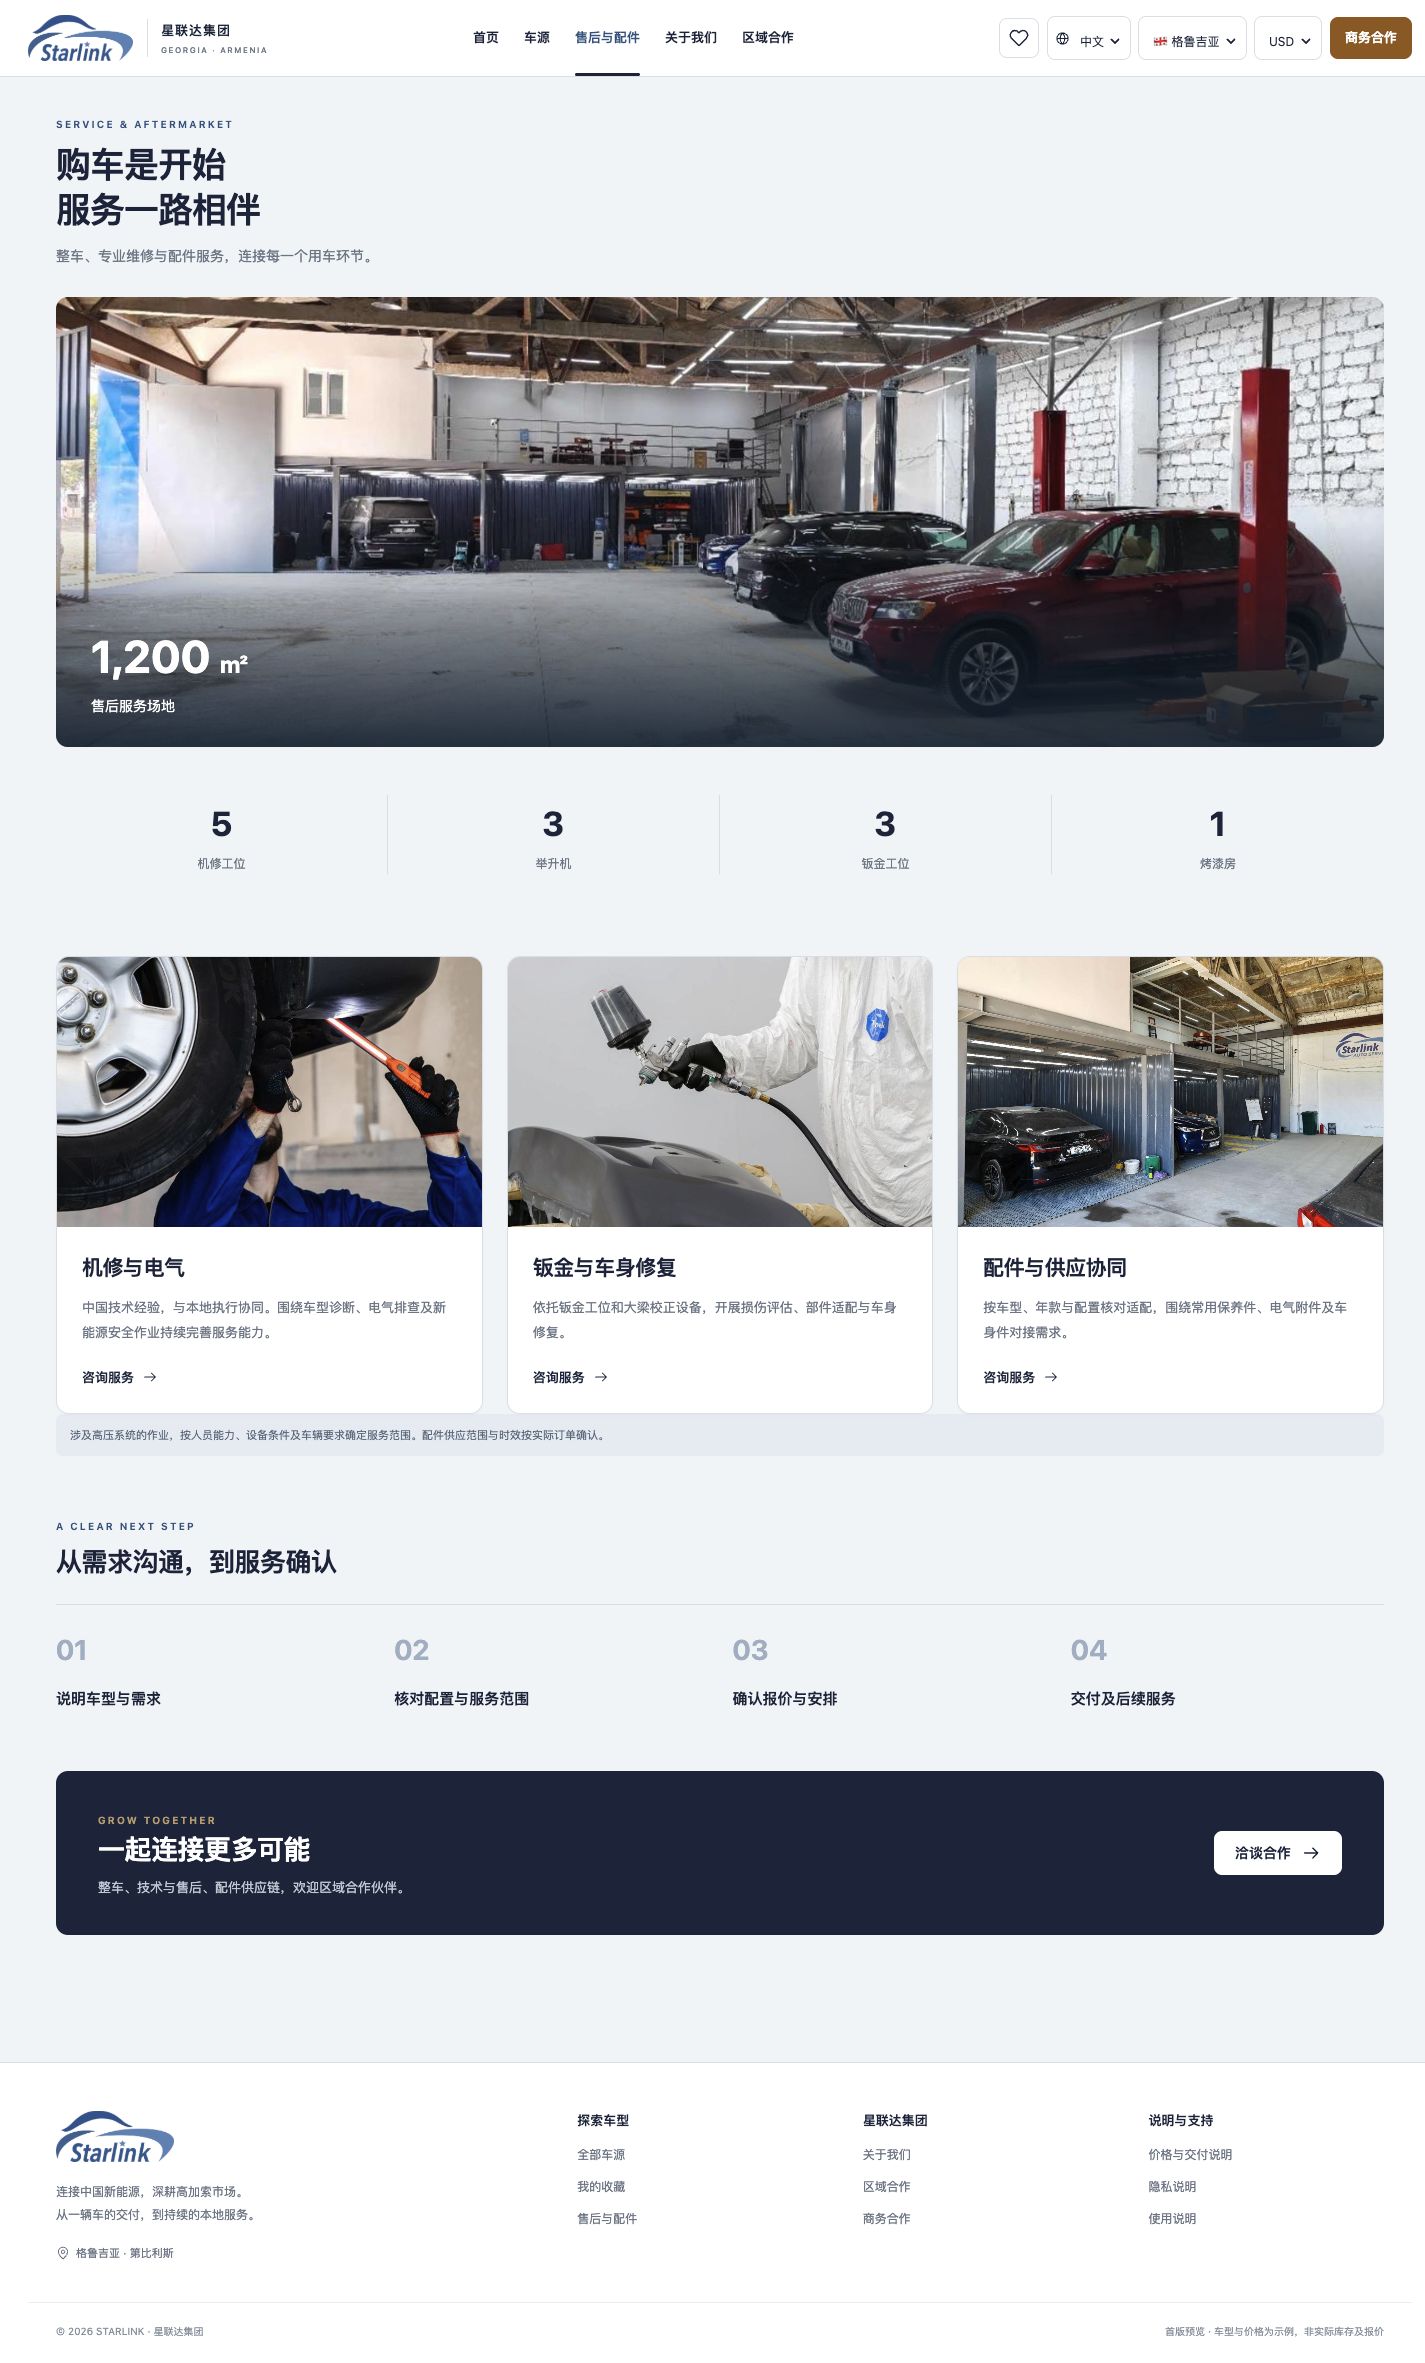 Starlink
星联达集团
GEORGIA · ARMENIA
首页
车源
售后与配件
关于我们
区域合作
中文
格鲁吉亚
USD
商务合作
SERVICE & AFTERMARKET
购车是开始
服务一路相伴
整车、专业维修与配件服务，连接每一个用车环节。
1,200 m²
售后服务场地
5
机修工位
3
举升机
3
钣金工位
1
烤漆房
Starlink
机修与电气
中国技术经验，与本地执行协同。围绕车型诊断、电气排查及新
能源安全作业持续完善服务能力。
咨询服务
钣金与车身修复
依托钣金工位和大梁校正设备，开展损伤评估、部件适配与车身
修复。
咨询服务
配件与供应协同
按车型、年款与配置核对适配，围绕常用保养件、电气附件及车
身件对接需求。
咨询服务
涉及高压系统的作业，按人员能力、设备条件及车辆要求确定服务范围。配件供应范围与时效按实际订单确认。
A CLEAR NEXT STEP
从需求沟通，到服务确认
01
说明车型与需求
02
核对配置与服务范围
03
确认报价与安排
04
交付及后续服务
GROW TOGETHER
一起连接更多可能
整车、技术与售后、配件供应链，欢迎区域合作伙伴。
洽谈合作
Starlink
连接中国新能源，深耕高加索市场。
从一辆车的交付，到持续的本地服务。
格鲁吉亚 · 第比利斯
探索车型
全部车源
我的收藏
售后与配件
星联达集团
关于我们
区域合作
商务合作
说明与支持
价格与交付说明
隐私说明
使用说明
© 2026 STARLINK · 星联达集团
首版预览 · 车型与价格为示例，非实际库存及报价